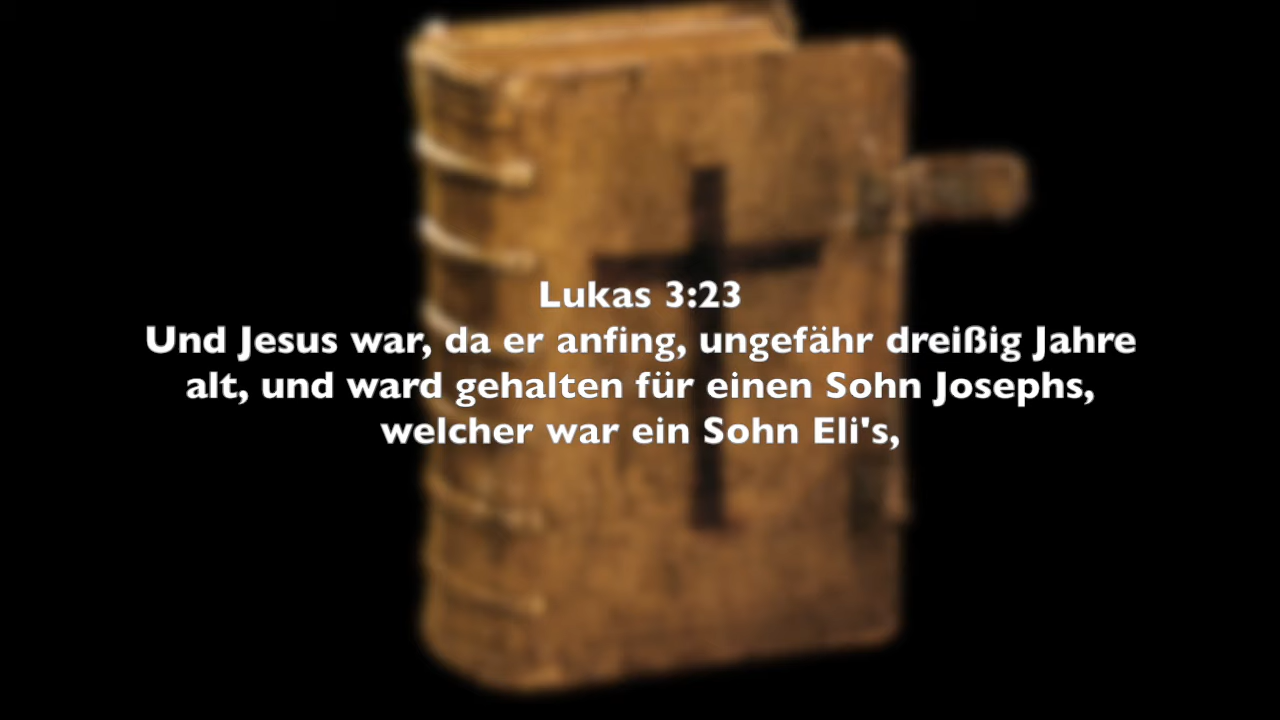 Lukas 3:23
Und Jesus war, da er anfing, ungefähr dreißig Jahre
alt, und ward gehalten für einen Sohn Josephs,
welcher war ein Sohn Eli's,